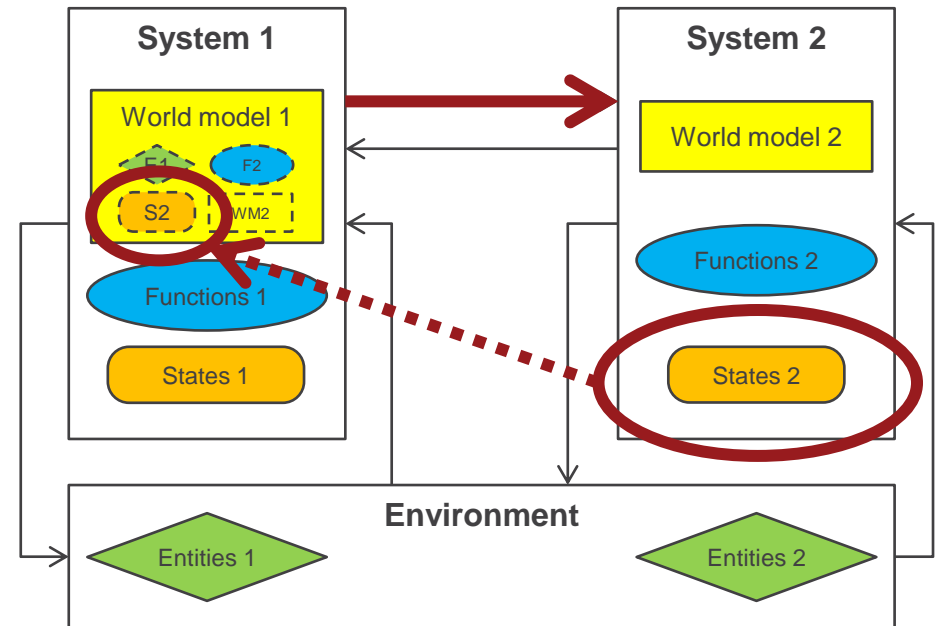 System 1
World model 1
E1
F2
S2
WM2
Functions 1
States 1
System 2
World model 2
Functions 2
States 2
Environment
Entities 1
Entities 2